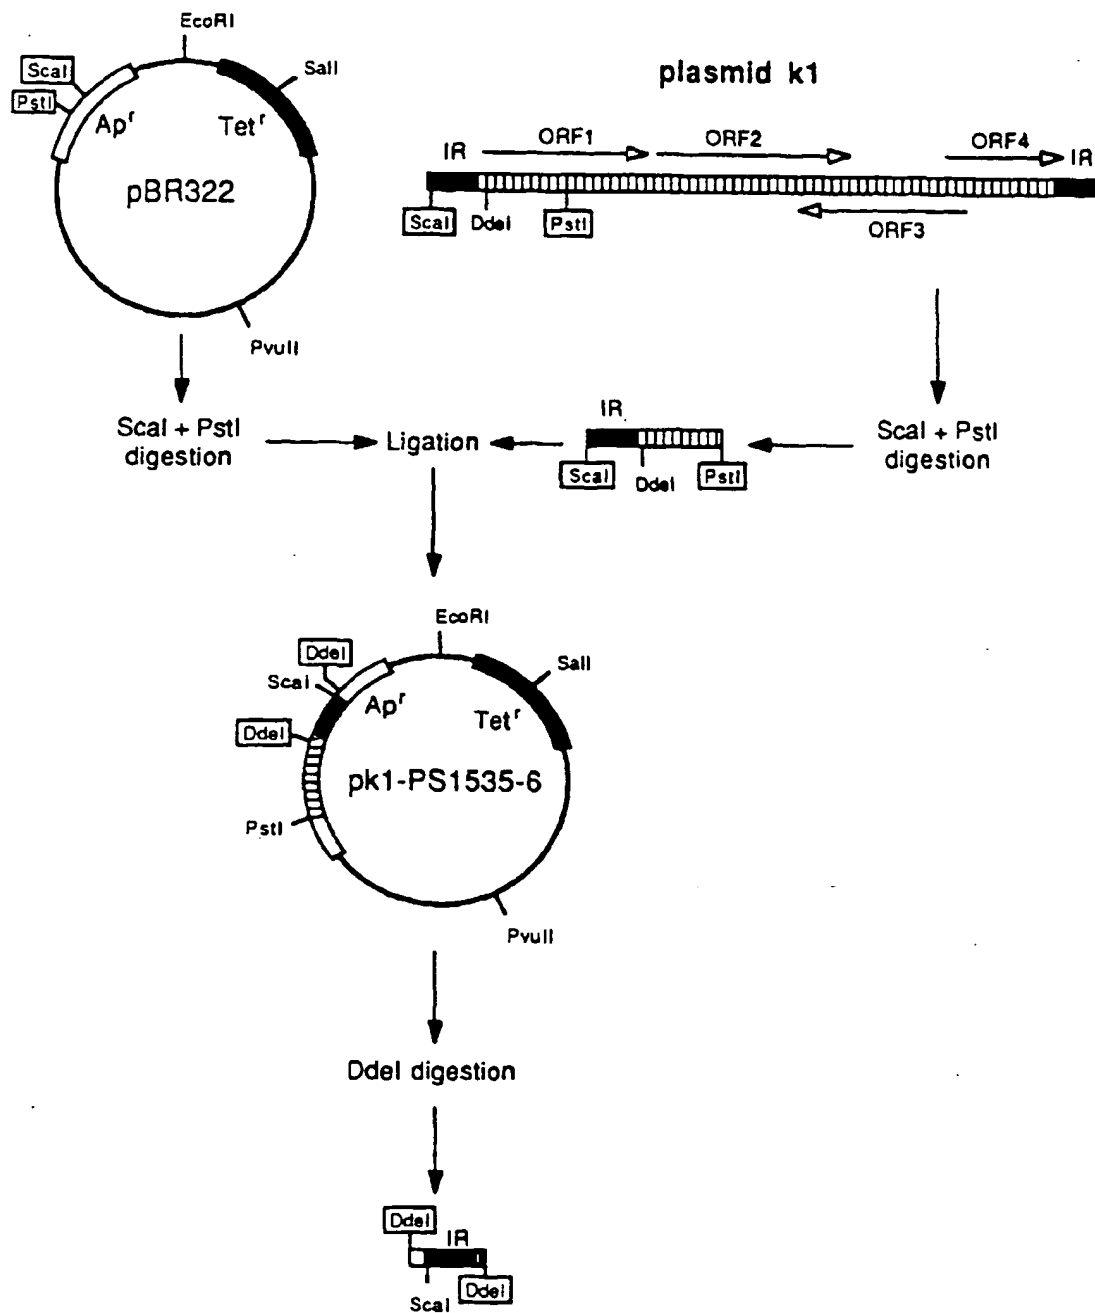 EcoRI
ScaI
SalI
PstI
Ap^r
Tet^r
pBR322
PvuII
plasmid k1
IR
ORF1
ORF2
ORF4
IR
ScaI
DdeI
PstI
ORF3
ScaI + PstI
digestion
Ligation
IR
ScaI
DdeI
PstI
ScaI + PstI
digestion
EcoRI
DdeI
ScaI
SalI
Ap^r
Tet^r
DdeI
pk1-PS1535-6
PstI
PvuII
DdeI digestion
DdeI
IR
ScaI
DdeI